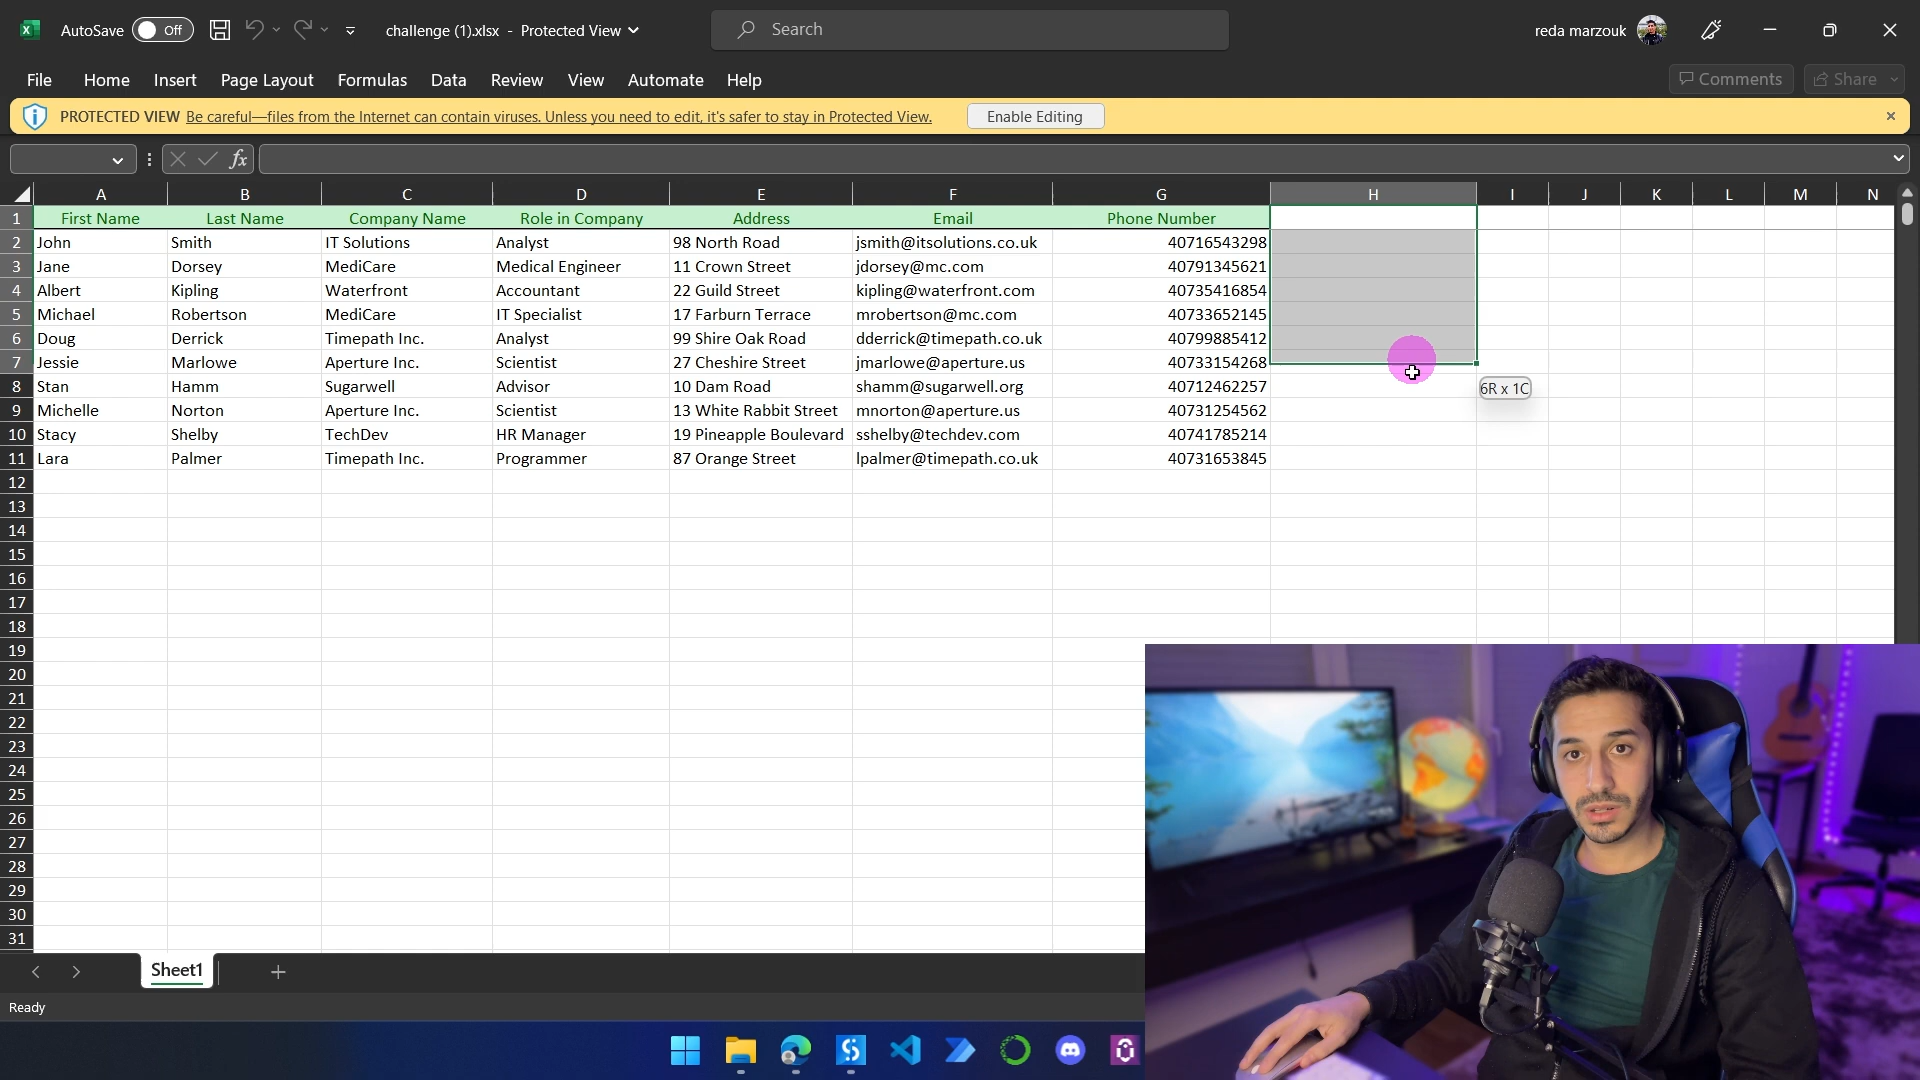 AutoSave Off challenge (1).xlsx - Protected View Search reda marzouk
File Home Insert Page Layout Formulas Data Review View Automate Help Comments Share
PROTECTED VIEW Be careful—files from the Internet can contain viruses. Unless you need to edit, it's safer to stay in Protected View. Enable Editing
fx
A B C D E F G H I J K L M N
1 First Name Last Name Company Name Role in Company Address Email Phone Number
2 John Smith IT Solutions Analyst 98 North Road jsmith@itsolutions.co.uk 40716543298
3 Jane Dorsey MediCare Medical Engineer 11 Crown Street jdorsey@mc.com 40791345621
4 Albert Kipling Waterfront Accountant 22 Guild Street kipling@waterfront.com 40735416854
5 Michael Robertson MediCare IT Specialist 17 Farburn Terrace mrobertson@mc.com 40733652145
6 Doug Derrick Timepath Inc. Analyst 99 Shire Oak Road dderrick@timepath.co.uk 40799885412
7 Jessie Marlowe Aperture Inc. Scientist 27 Cheshire Street jmarlowe@aperture.us 40733154268
8 Stan Hamm Sugarwell Advisor 10 Dam Road shamm@sugarwell.org 40712462257 6R x 1C
9 Michelle Norton Aperture Inc. Scientist 13 White Rabbit Street mnorton@aperture.us 40731254562
10 Stacy Shelby TechDev HR Manager 19 Pineapple Boulevard sshelby@techdev.com 40741785214
11 Lara Palmer Timepath Inc. Programmer 87 Orange Street lpalmer@timepath.co.uk 40731653845
12
13
14
15
16
17
18
19
20
21
22
23
24
25
26
27
28
29
30
31
Sheet1
Ready